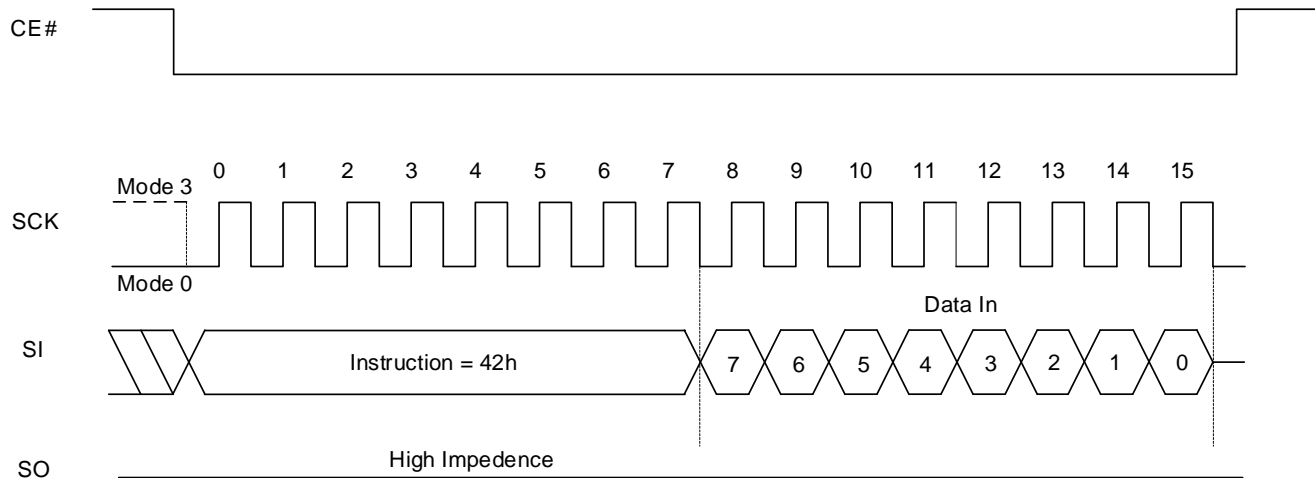 CE#
0 1 2 3 4 5 6 7 8 9 10 11 12 13 14 15
Mode 3
SCK
Mode 0
Data In
SI
Instruction = 42h
7 6 5 4 3 2 1 0
High Impedence
SO